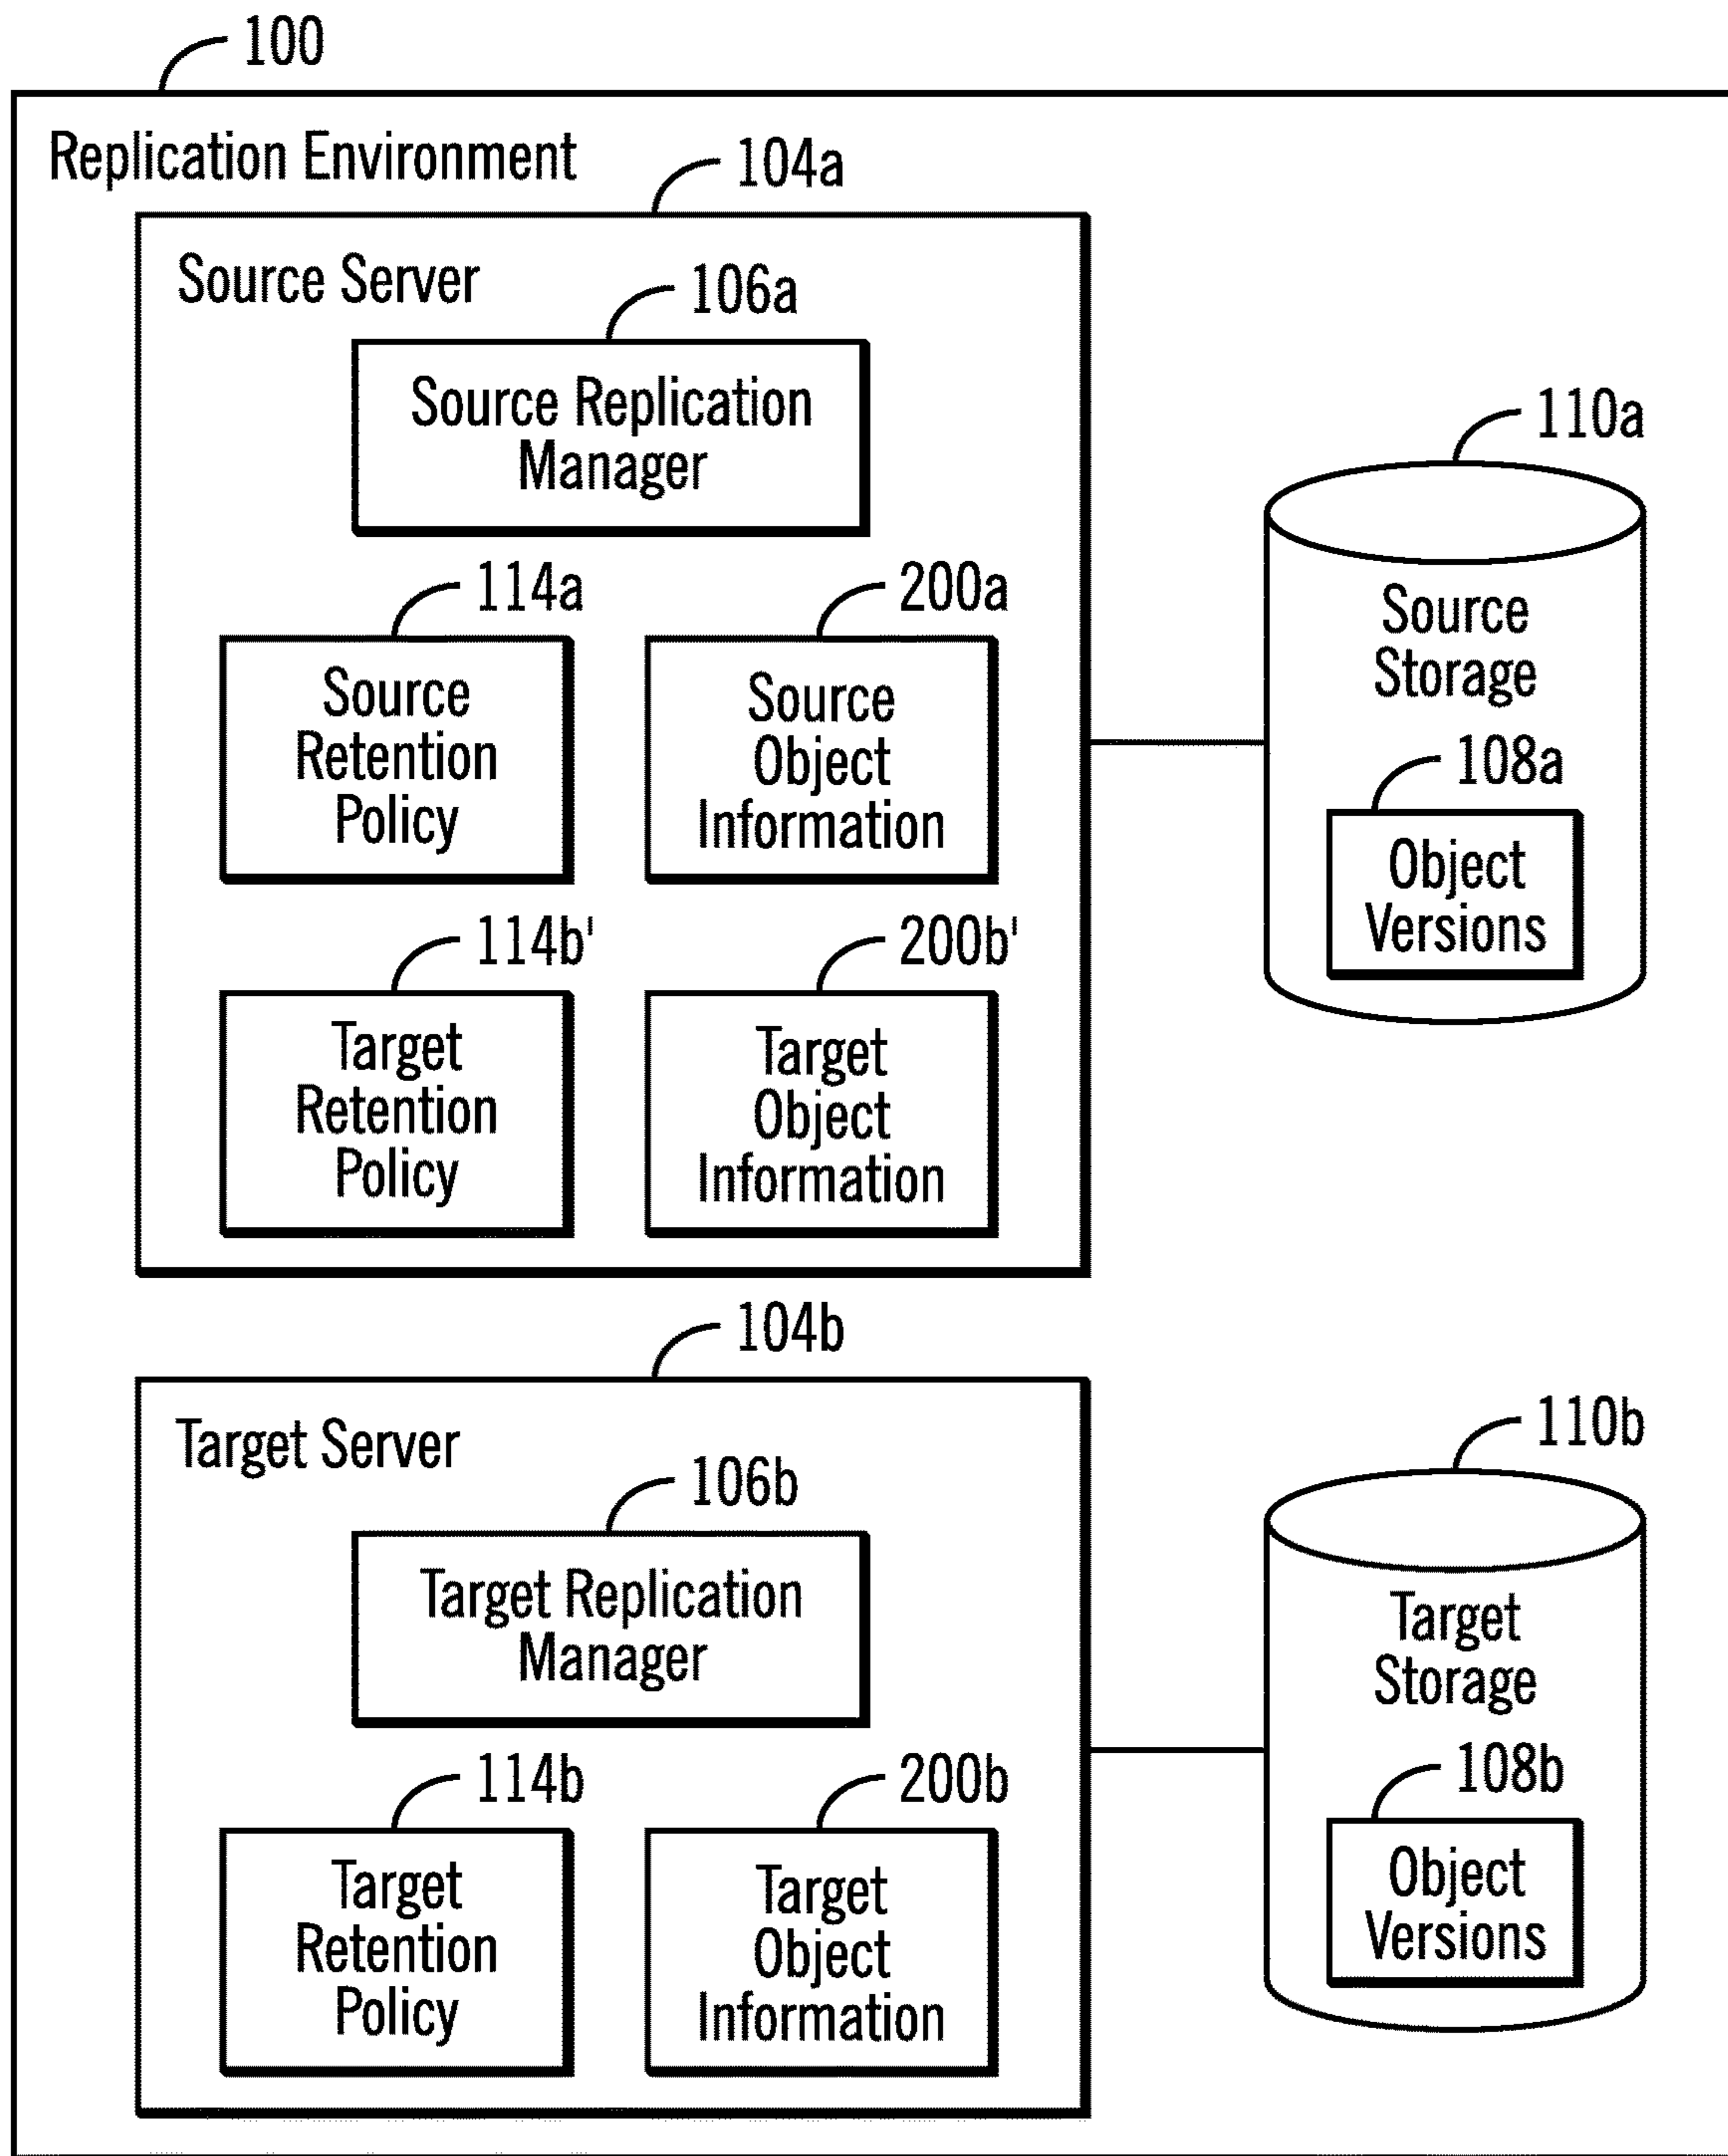 100
Replication Environment
104a
Source Server
106a
Source Replication
Manager
114a
Source
Retention
Policy
200a
Source
Object
Information
114b'
Target
Retention
Policy
200b'
Target
Object
Information
110a
Source
Storage
108a
Object
Versions
104b
Target Server
106b
Target Replication
Manager
114b
Target
Retention
Policy
200b
Target
Object
Information
110b
Target
Storage
108b
Object
Versions